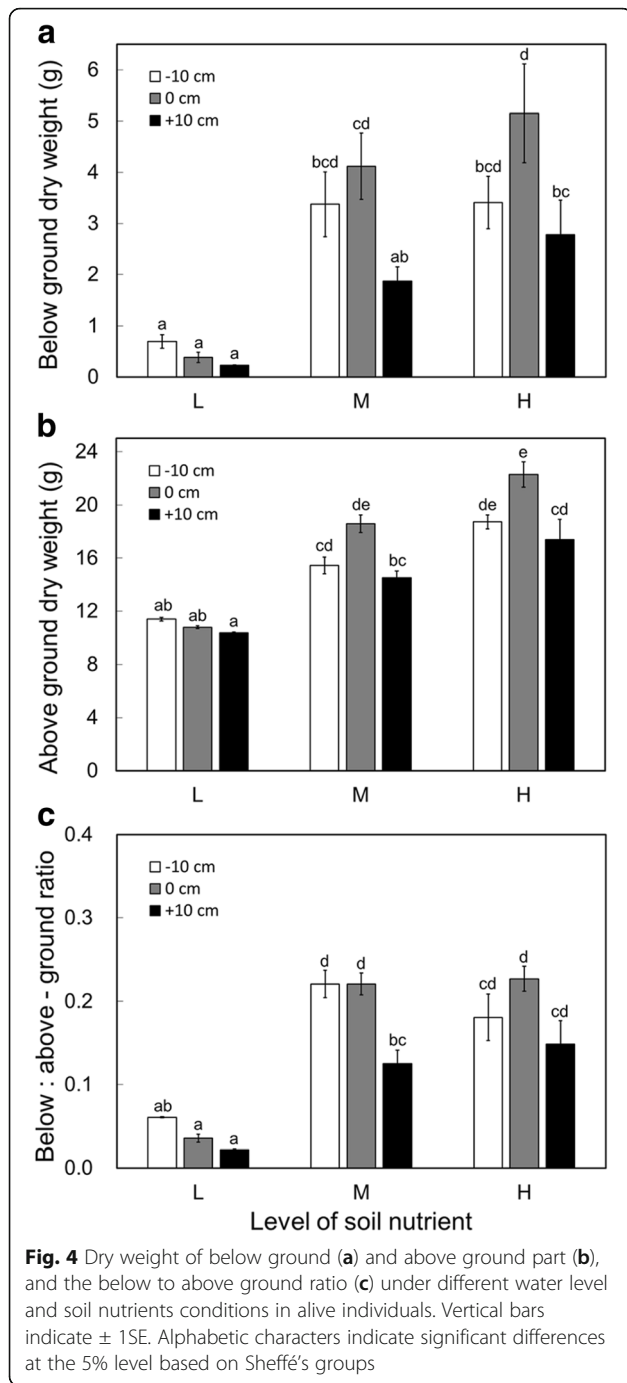 a
Below ground dry weight (g)
6
5
4
3
2
1
0
-10 cm
0 cm
+10 cm
a
a
a
bcd
cd
ab
bcd
d
bc
L
M
H
b
Above ground dry weight (g)
24
20
16
12
8
4
0
-10 cm
0 cm
+10 cm
ab
ab
a
cd
de
bc
de
e
cd
L
M
H
c
Below : above - ground ratio
0.4
0.3
0.2
0.1
0.0
-10 cm
0 cm
+10 cm
ab
a
a
d
d
bc
cd
d
cd
L
M
H
Level of soil nutrient
Fig. 4 Dry weight of below ground (a) and above ground part (b),
and the below to above ground ratio (c) under different water level
and soil nutrients conditions in alive individuals. Vertical bars
indicate ± 1SE. Alphabetic characters indicate significant differences
at the 5% level based on Sheffé's groups